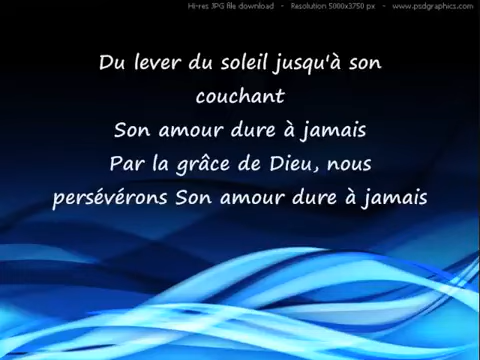 Hi-res JPG file download - Resolution 5000x3750 px - www.psdgraphics.com
Du lever du soleil jusqu'à son
couchant
Son amour dure à jamais
Par la grâce de Dieu, nous
persévérons Son amour dure à jamais